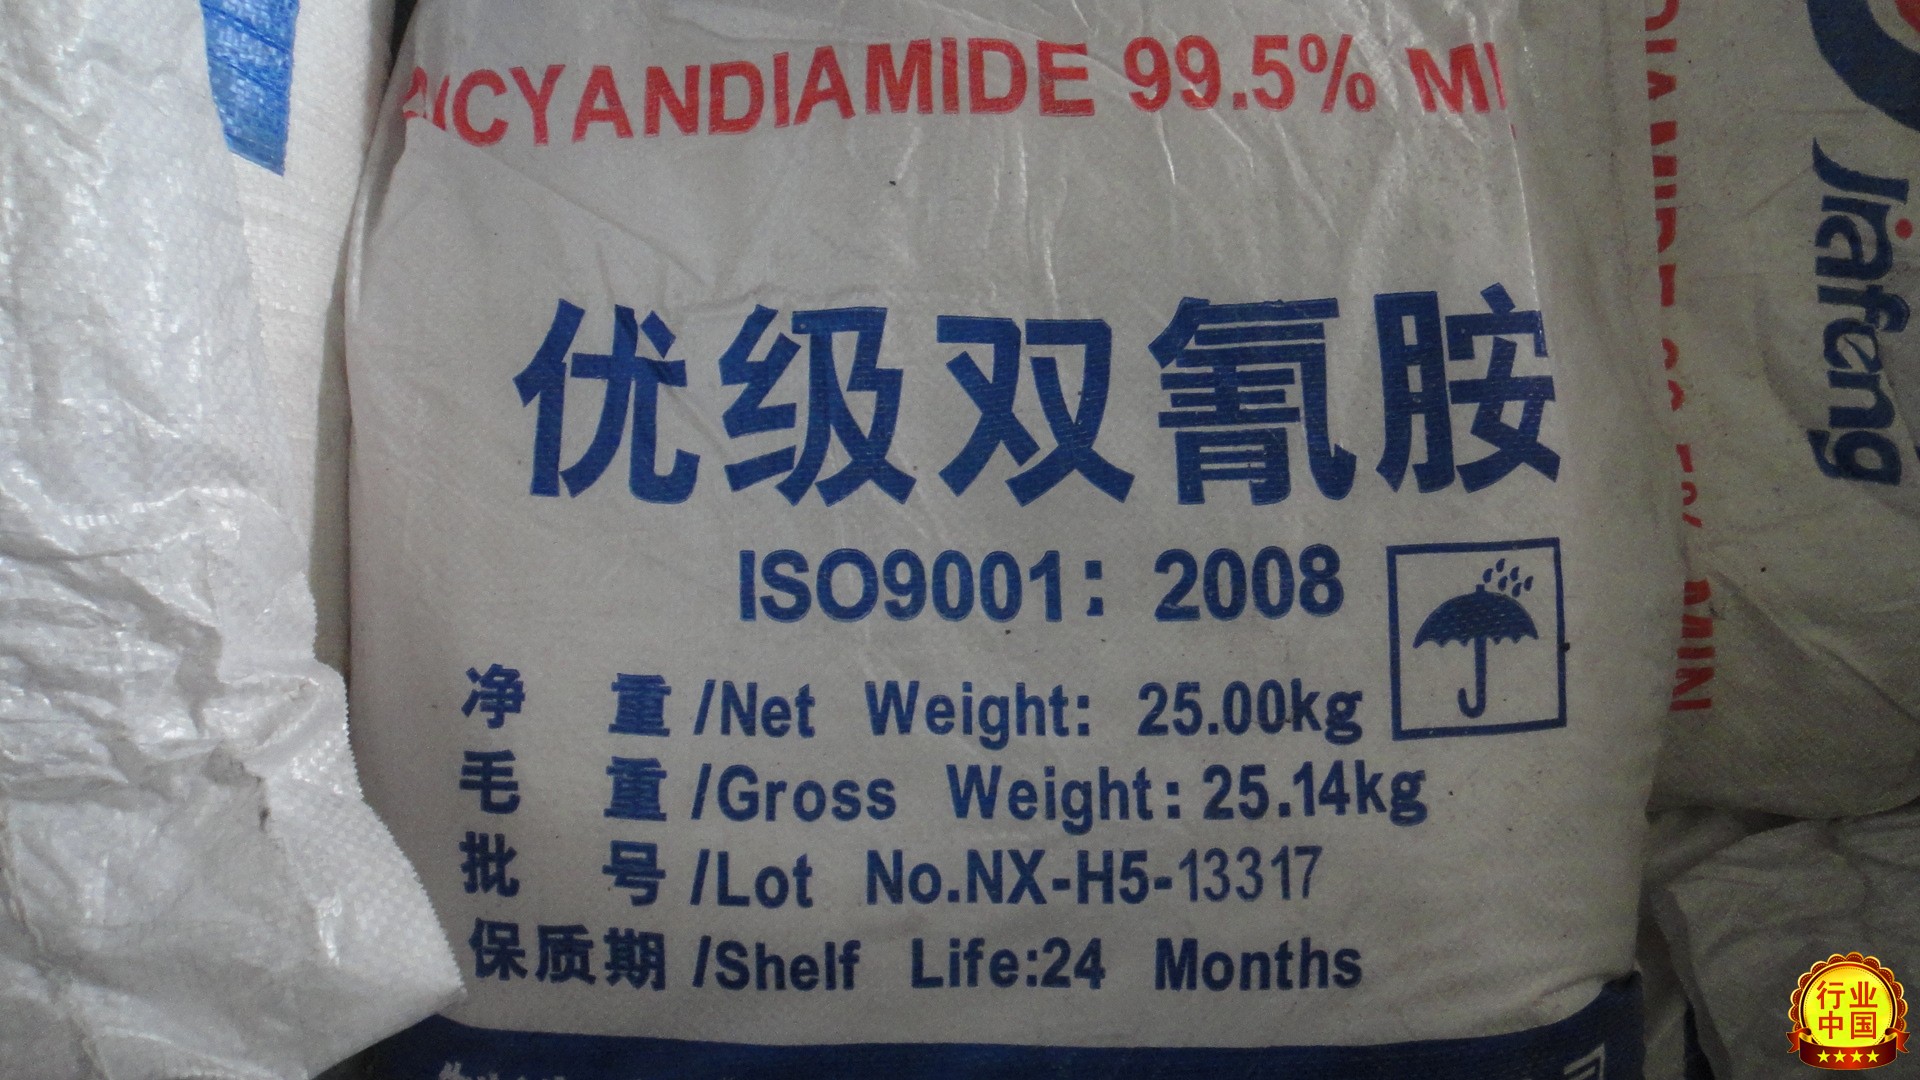 DICYANDIAMIDE 99.5% MI
优级双氰胺
ISO9001: 2008
净 重/Net Weight: 25.00kg
毛 重/Gross Weight: 25.14kg
批 号/Lot No.NX-H5-13317
保质期/Shelf Life:24 Months
Jiafeng
MINI
行业
中国